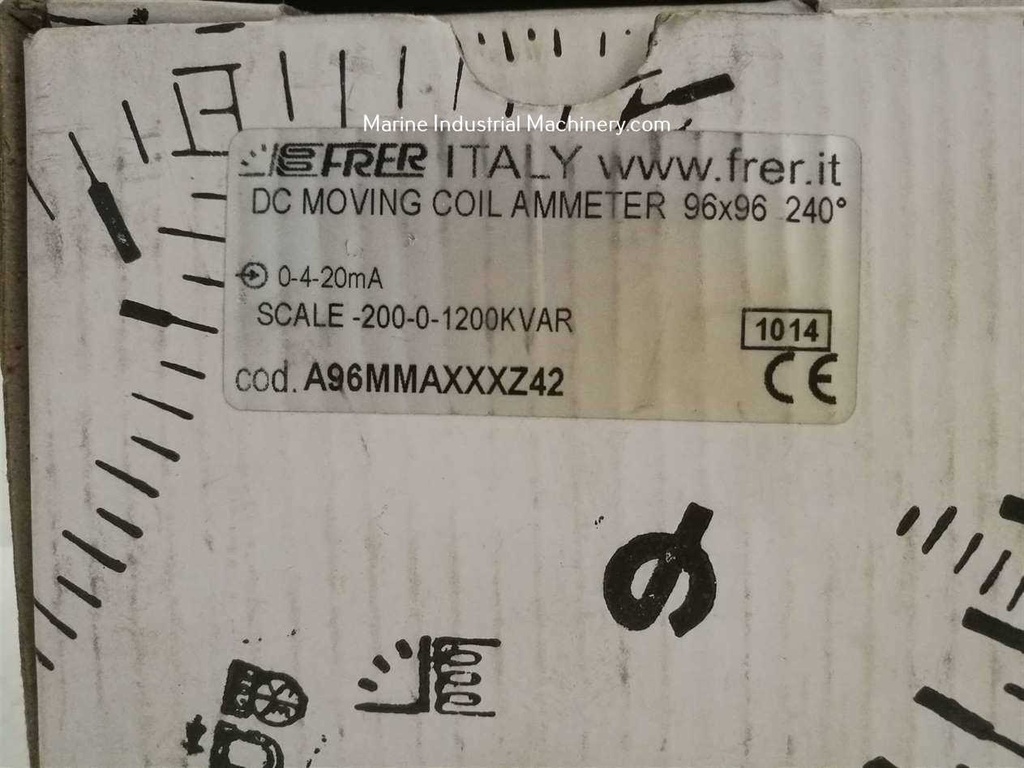 Marine Industrial Machinery.com
FRER ITALY www.frer.it
DC MOVING COIL AMMETER 96x96 240°
0-4-20mA
SCALE -200-0-1200KVAR
1014
cod. A96MMAXXXZ42
CE